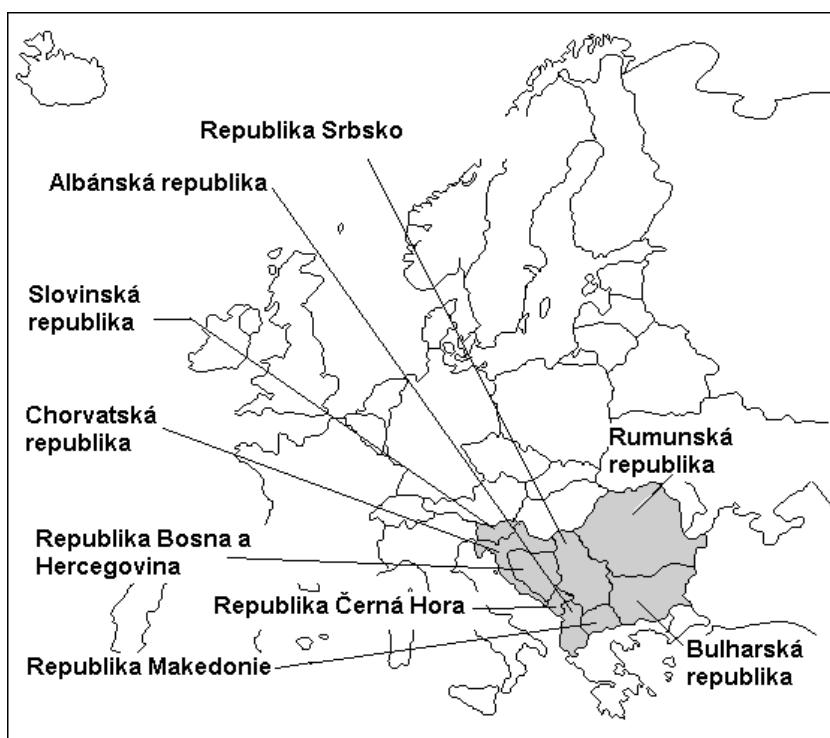 Republika Srbsko
Albánská republika
Slovinská
republika
Chorvatská
republika
Rumunská
republika
Republika Bosna a
Hercegovina
Republika Černá Hora
Republika Makedonie
Bulharská
republika